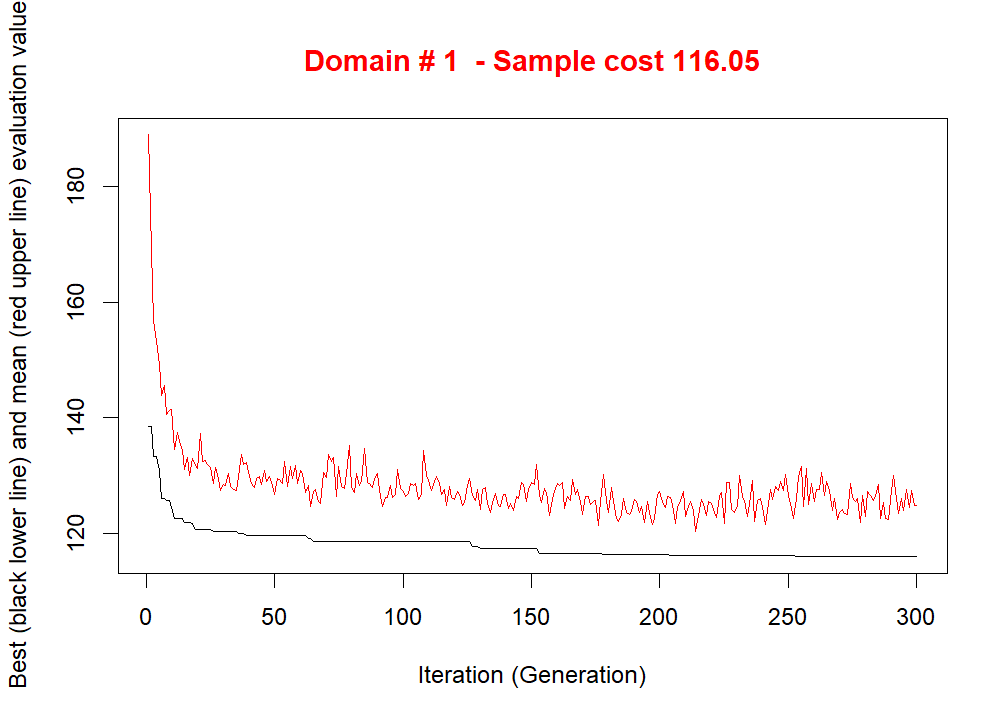 Domain # 1  - Sample cost 116.05
Best (black lower line) and mean (red upper line) evaluation value
180
160
140
120
0 50 100 150 200 250 300
Iteration (Generation)